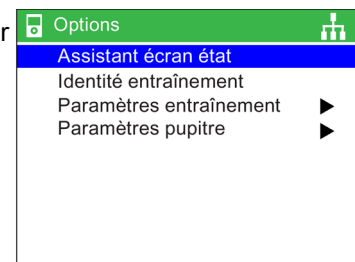 r
Options
Assistant écran état
Identité entraînement
Paramètres entraînement
Paramètres pupitre